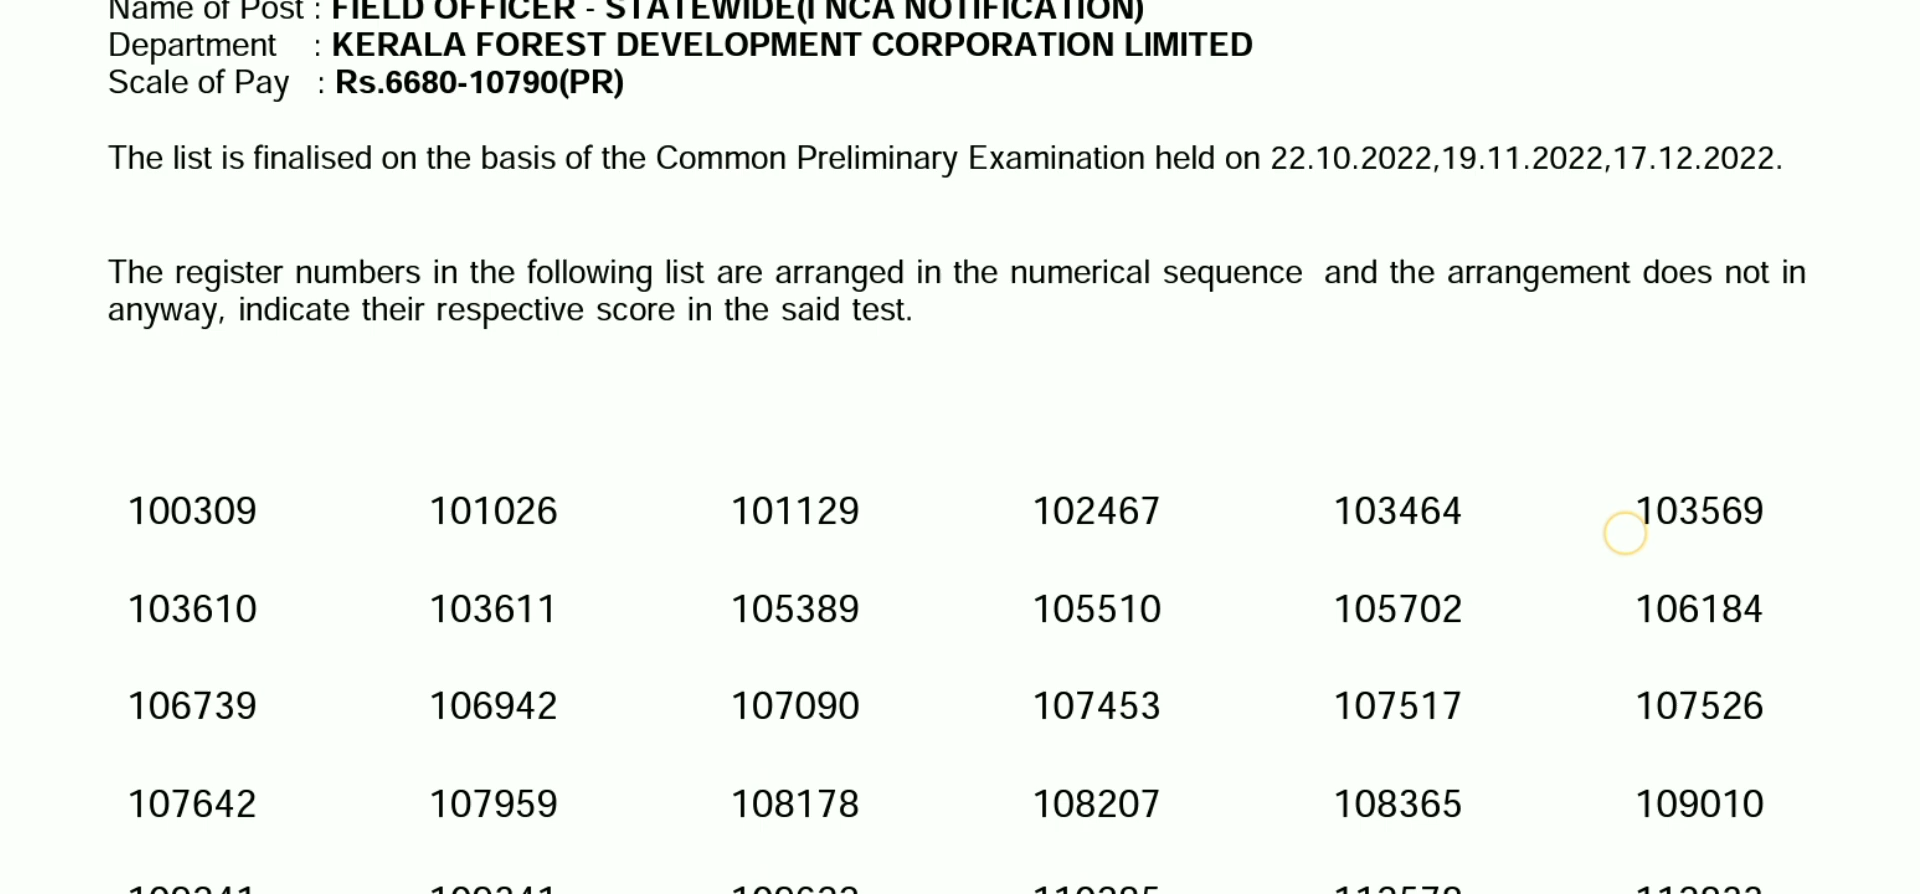 Name of Post : FIELD OFFICER - STATEWIDE(I NCA NOTIFICATION)
Department : KERALA FOREST DEVELOPMENT CORPORATION LIMITED
Scale of Pay : Rs.6680-10790(PR)
The list is finalised on the basis of the Common Preliminary Examination held on 22.10.2022,19.11.2022,17.12.2022.
The register numbers in the following list are arranged in the numerical sequence and the arrangement does not in
anyway, indicate their respective score in the said test.
100309 101026 101129 102467 103464 103569
103610 103611 105389 105510 105702 106184
106739 106942 107090 107453 107517 107526
107642 107959 108178 108207 108365 109010